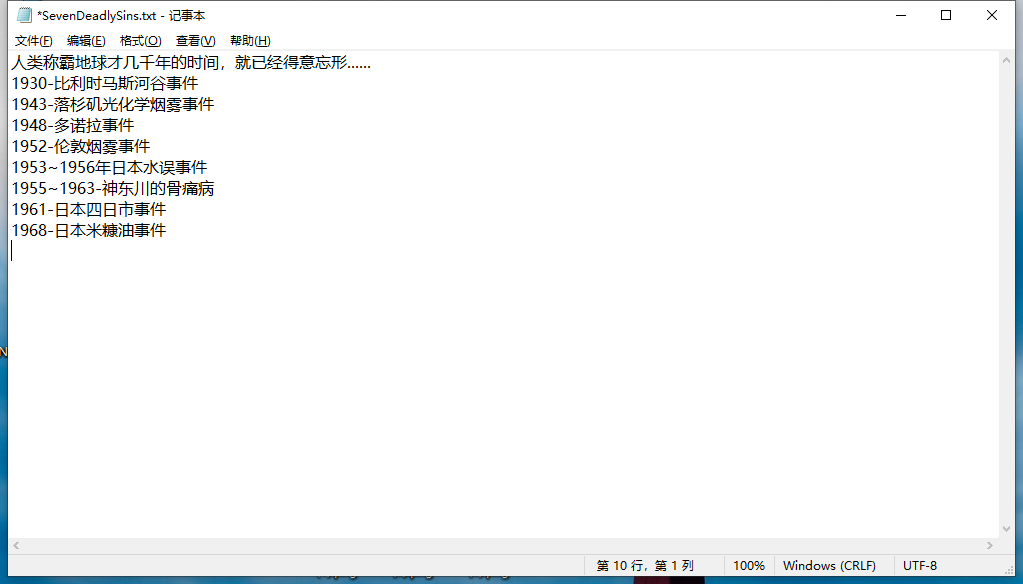 *SevenDeadlySins.txt - 记事本
文件(F) 编辑(E) 格式(O) 查看(V) 帮助(H)
人类称霸地球才几千年的时间，就已经得意忘形......
1930-比利时马斯河谷事件
1943-落杉矶光化学烟雾事件
1948-多诺拉事件
1952-伦敦烟雾事件
1953~1956年日本水误事件
1955~1963-神东川的骨痛病
1961-日本四日市事件
1968-日本米糠油事件
第 10 行，第 1 列 100% Windows (CRLF) UTF-8